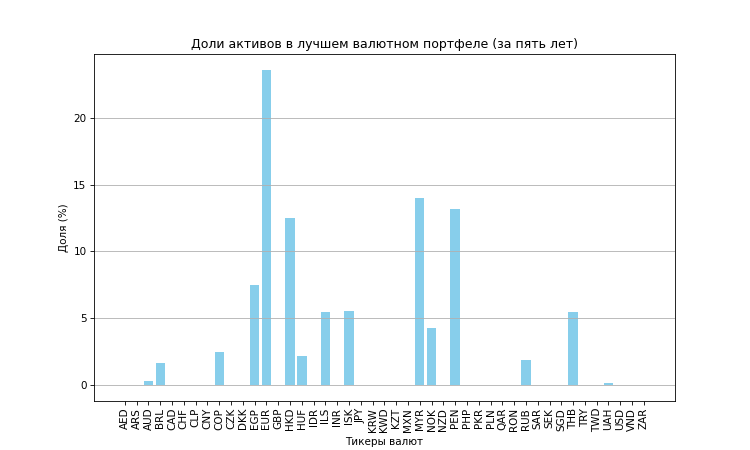 Доли активов в лучшем валютном портфеле (за пять лет)
Доля (%)
20
15
10
5
0
AED ARS AUD BRL CAD CHF CLP CNY COP CZK DKK EGP EUR GBP HKD HUF IDR ILS INR ISK JPY KRW KWD KZT MXN MYR NOK NZD PEN PHP PKR PLN QAR RON RUB SAR SEK SGD THB TRY TWD UAH USD VND ZAR
Тикеры валют